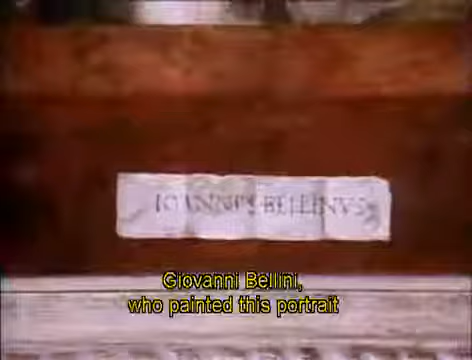 IOANNES BELLINVS
Giovanni Bellini,
who painted this portrait